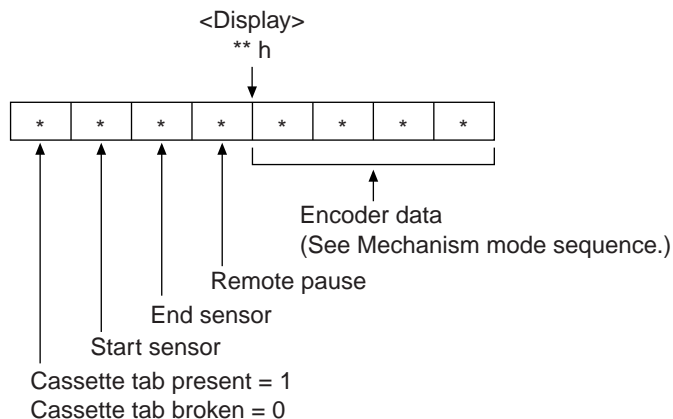 <Display>
** h
* * * * * * * *
Encoder data
(See Mechanism mode sequence.)
Remote pause
End sensor
Start sensor
Cassette tab present = 1
Cassette tab broken = 0